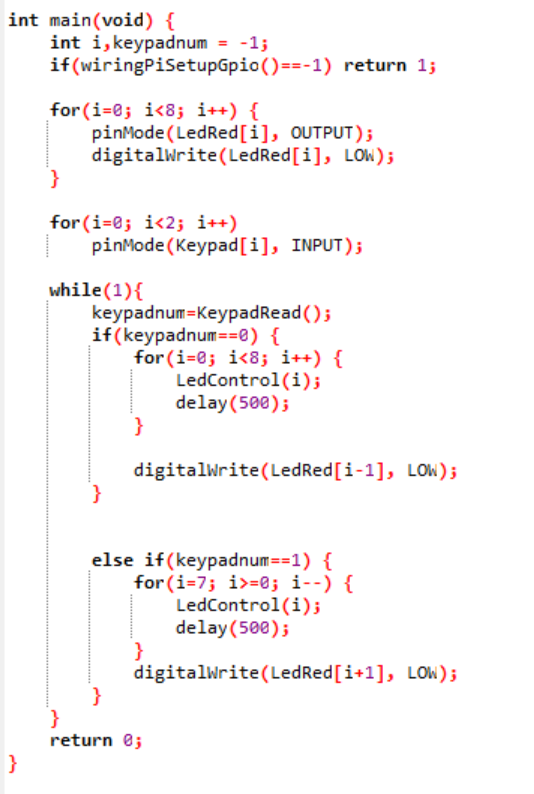 int main(void) {
    int i,keypadnum = -1;
    if(wiringPiSetupGpio()==-1) return 1;

    for(i=0; i<8; i++) {
        pinMode(LedRed[i], OUTPUT);
        digitalWrite(LedRed[i], LOW);
    }

    for(i=0; i<2; i++)
        pinMode(Keypad[i], INPUT);

    while(1){
        keypadnum=KeypadRead();
        if(keypadnum==0) {
            for(i=0; i<8; i++) {
                LedControl(i);
                delay(500);
            }

            digitalWrite(LedRed[i-1], LOW);
        }


        else if(keypadnum==1) {
            for(i=7; i>=0; i--) {
                LedControl(i);
                delay(500);
            }
            digitalWrite(LedRed[i+1], LOW);
        }
    }
    return 0;
}